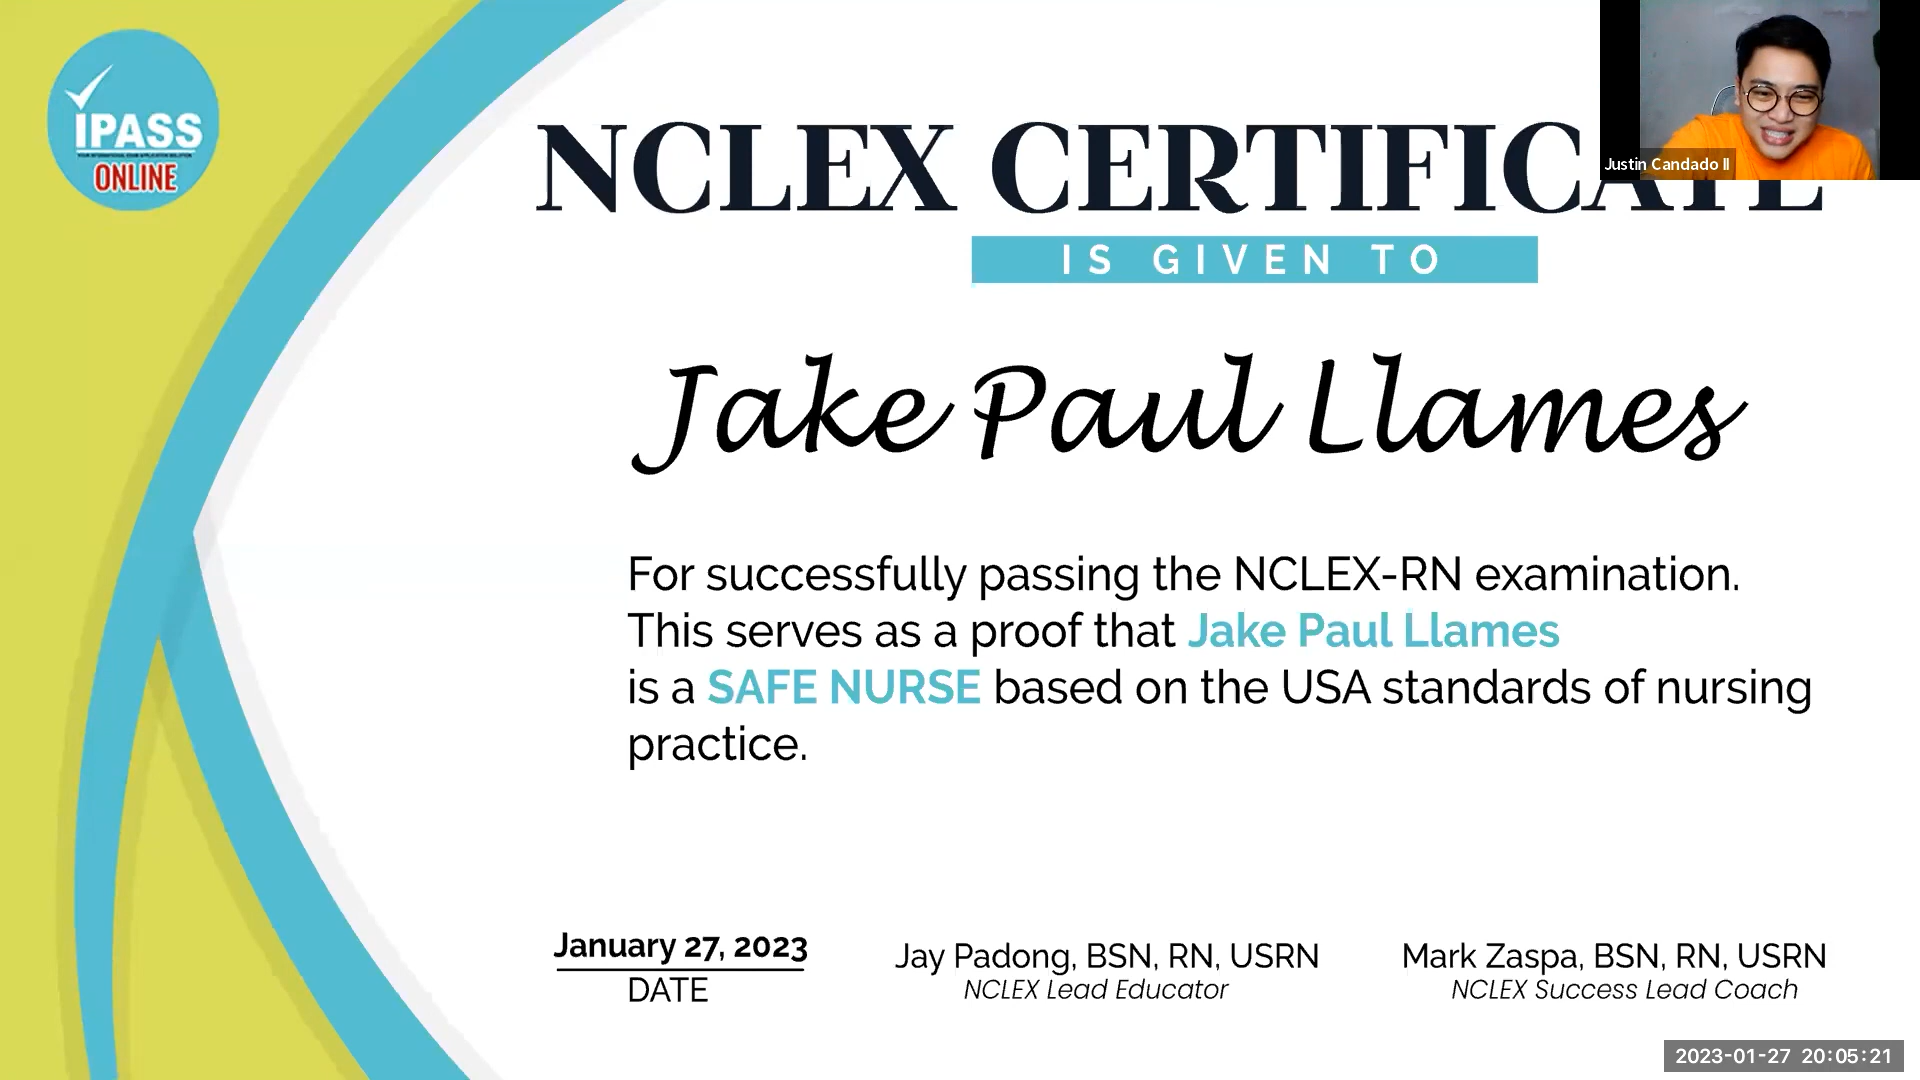 IPASS
ONLINE
Justin Candado II
NCLEX CERTIFICATE
IS GIVEN TO
Jake Paul Llames
For successfully passing the NCLEX-RN examination.
This serves as a proof that Jake Paul Llames
is a SAFE NURSE based on the USA standards of nursing
practice.
January 27, 2023
DATE
Jay Padong, BSN, RN, USRN
NCLEX Lead Educator
Mark Zaspa, BSN, RN, USRN
NCLEX Success Lead Coach
2023-01-27 20:05:21